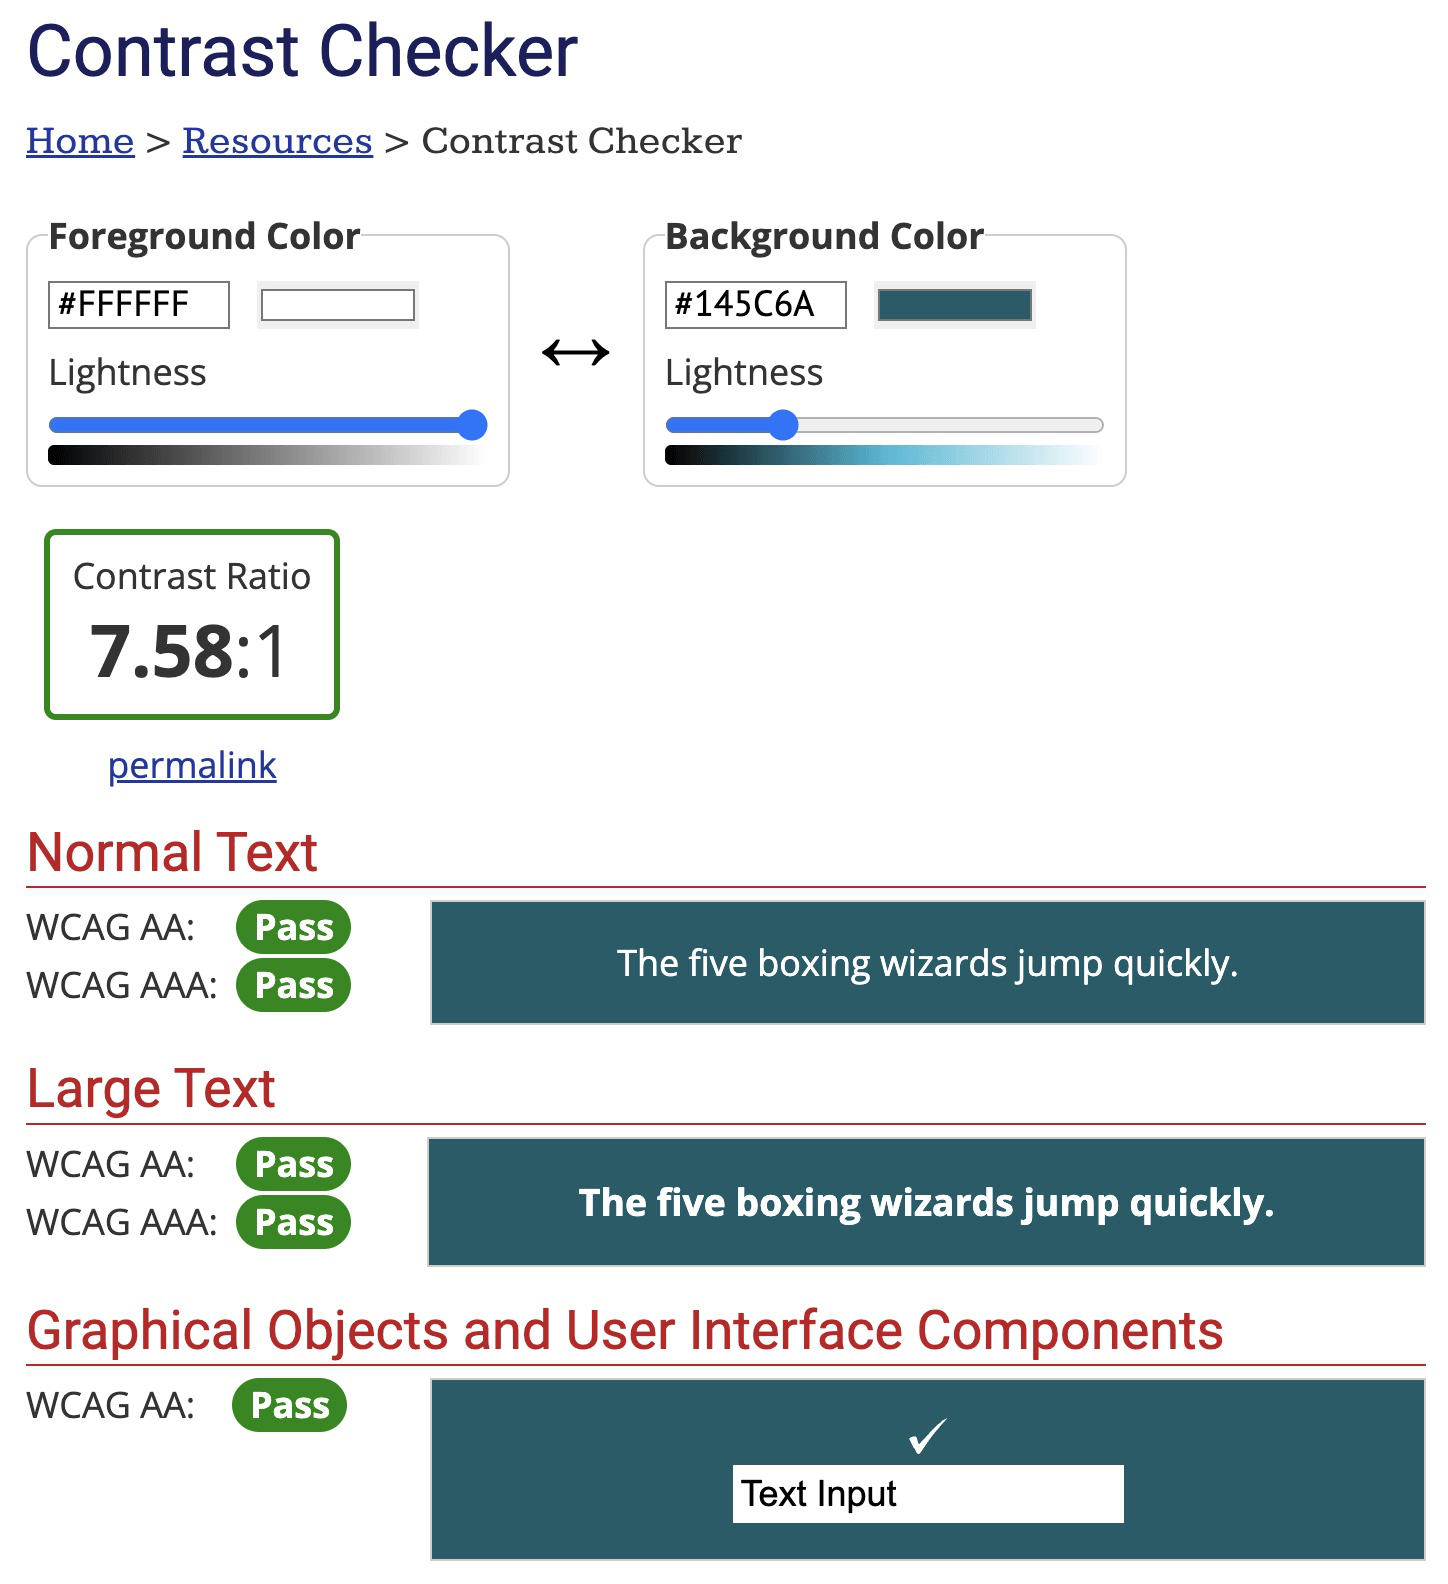 Contrast Checker
Home > Resources > Contrast Checker
Foreground Color
#FFFFFF
Lightness
Background Color
#145C6A
Lightness
Contrast Ratio
7.58:1
permalink
Normal Text
WCAG AA: Pass
WCAG AAA: Pass
The five boxing wizards jump quickly.
Large Text
WCAG AA: Pass
WCAG AAA: Pass
The five boxing wizards jump quickly.
Graphical Objects and User Interface Components
WCAG AA: Pass
✓
Text Input